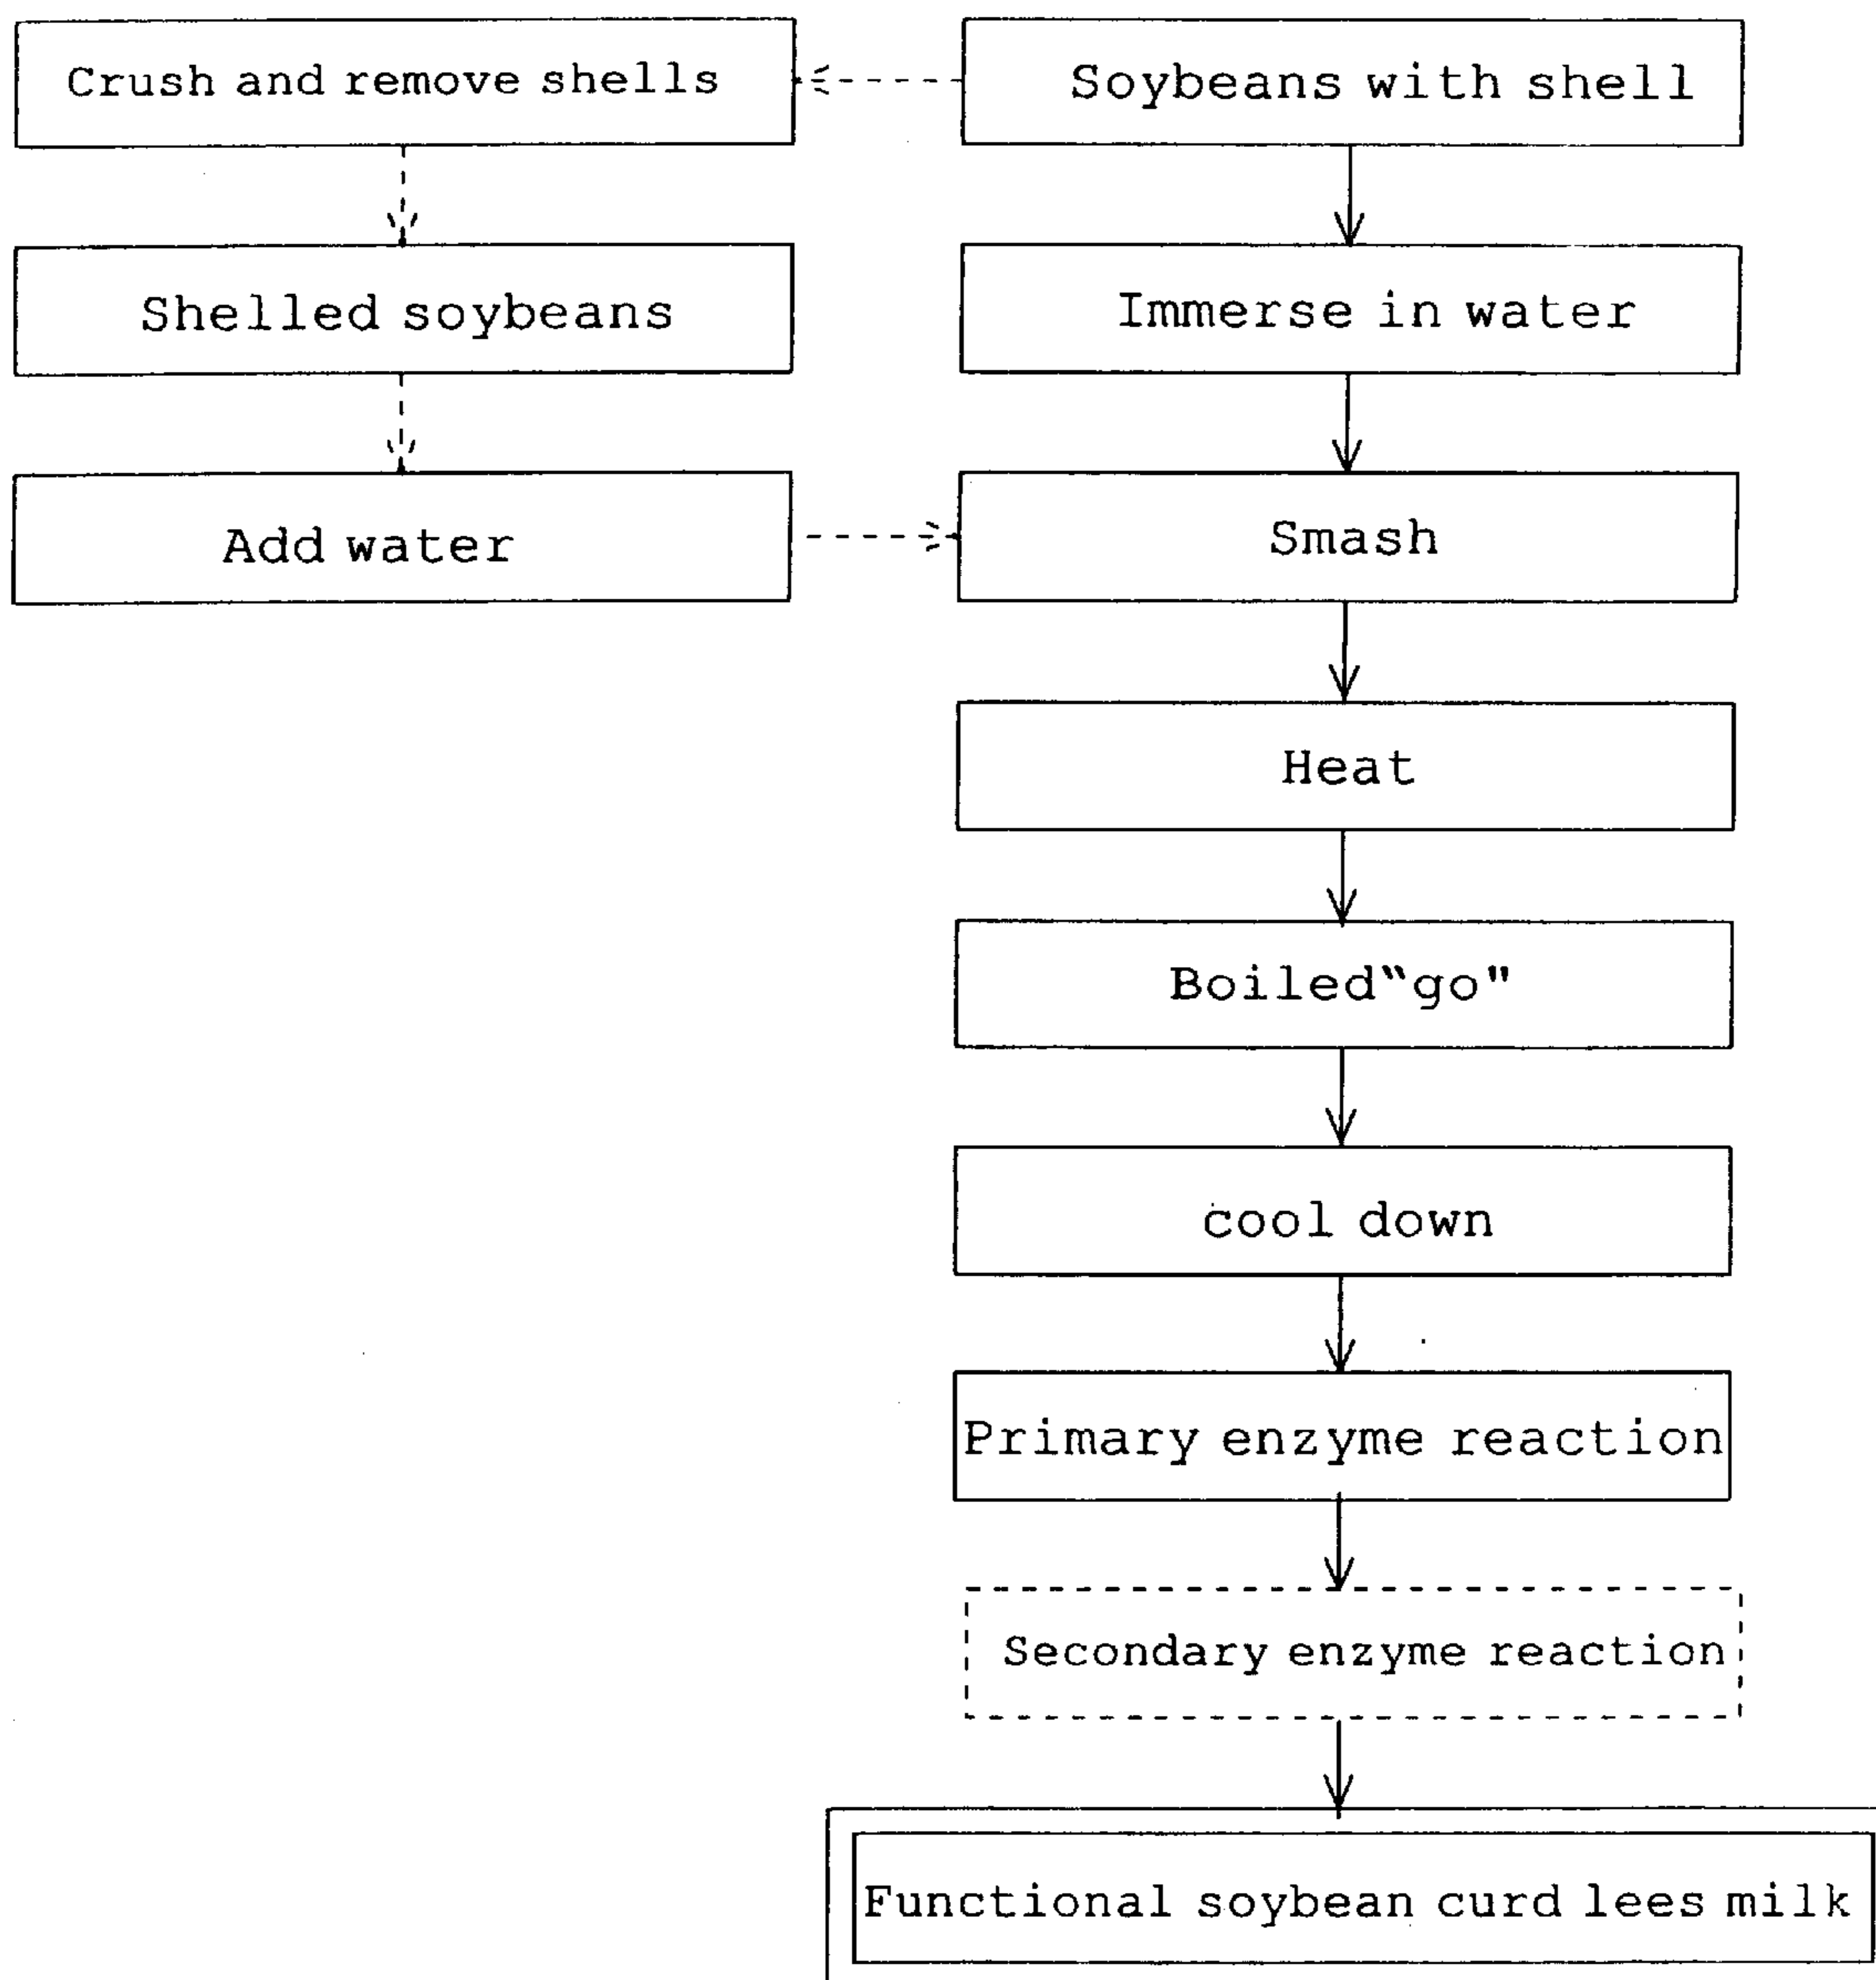 Crush and remove shells
Soybeans with shell
Shelled soybeans
Immerse in water
Add water
Smash
Heat
Boiled“go"
cool down
Primary enzyme reaction
Secondary enzyme reaction
Functional soybean curd lees milk